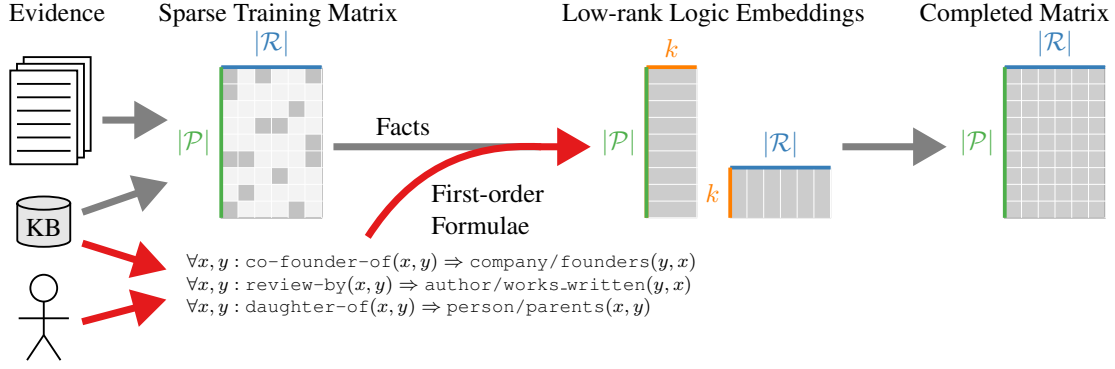 Evidence
Sparse Training Matrix
Low-rank Logic Embeddings
Completed Matrix
|ℛ|
k
|ℛ|
|𝒫|
Facts
|𝒫|
|ℛ|
|𝒫|
k
First-order
Formulae
KB
∀x, y : co-founder-of(x, y) ⇒ company/founders(y, x)
∀x, y : review-by(x, y) ⇒ author/works_written(y, x)
∀x, y : daughter-of(x, y) ⇒ person/parents(x, y)